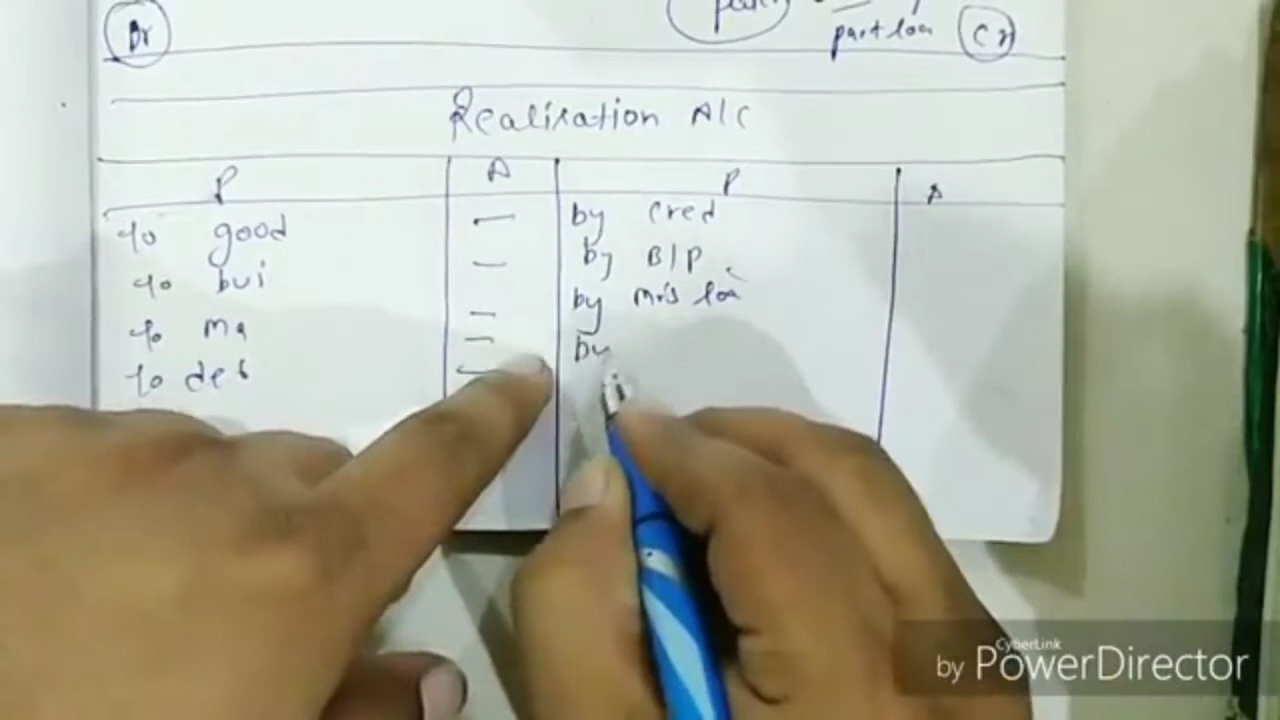 Dr part loa Cr
Realisation A/C
P A P A
to good — by cred
to bui — by B/P
to ma — by Mrs loa
to deb — by
CyberLink
by PowerDirector